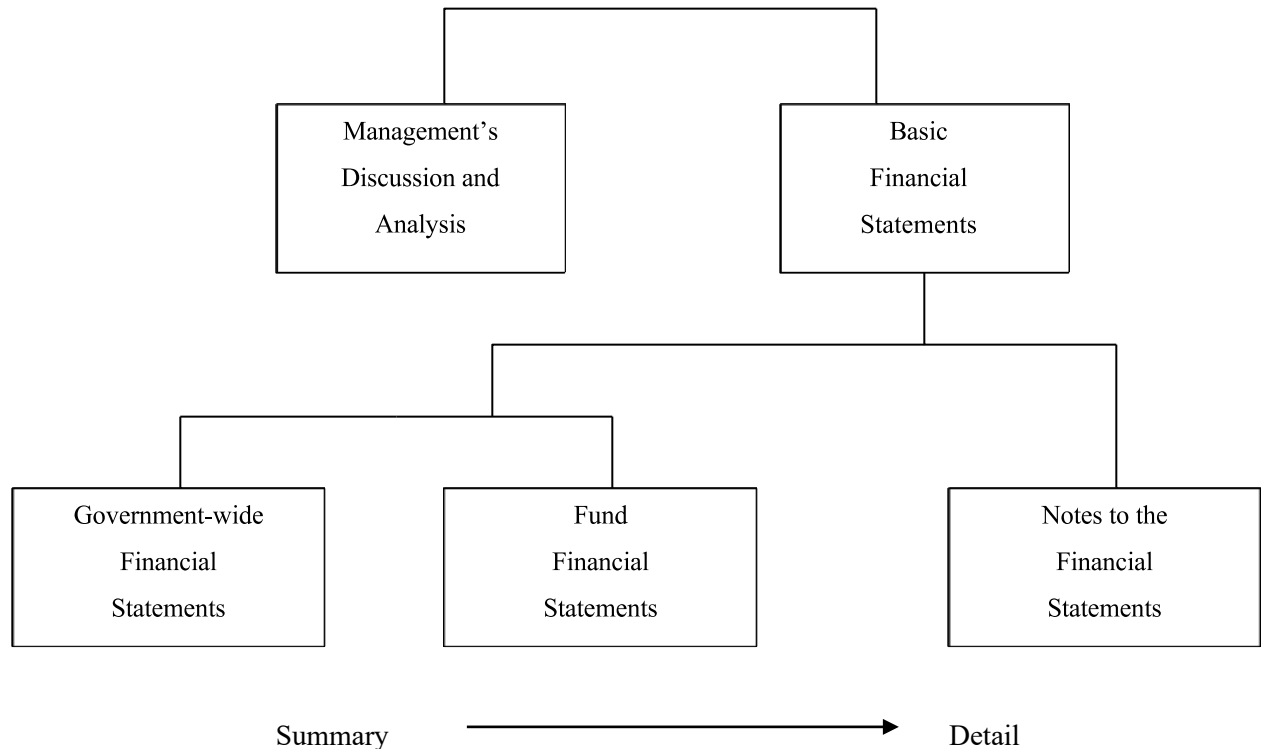 Management’s
Discussion and
Analysis
Basic
Financial
Statements
Government-wide
Financial
Statements
Fund
Financial
Statements
Notes to the
Financial
Statements
Summary
Detail